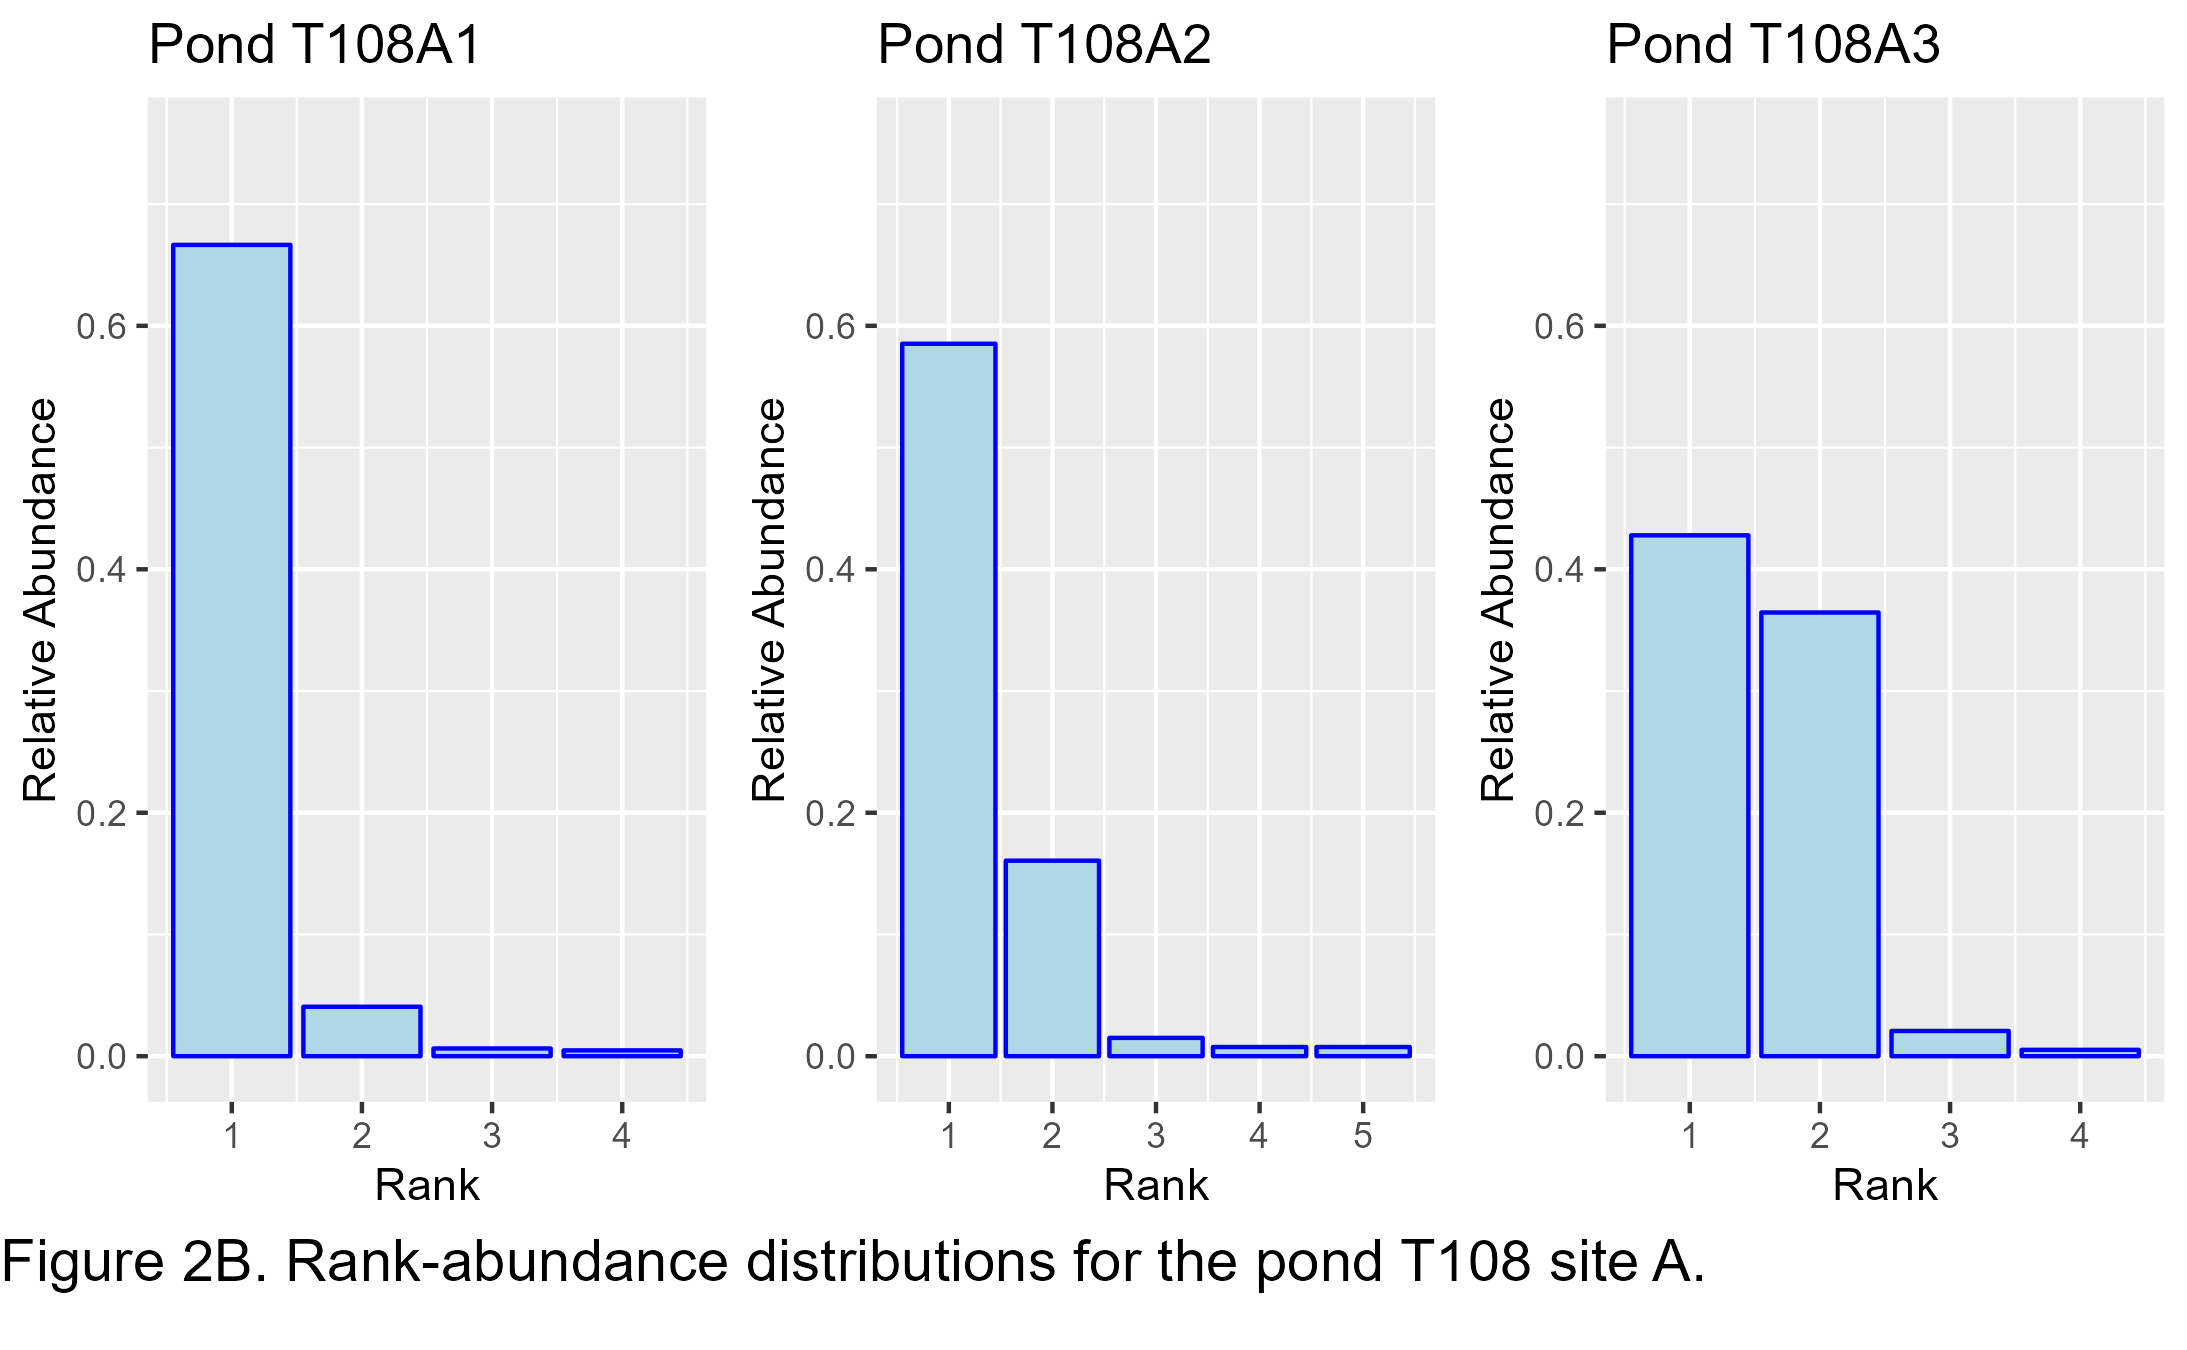 Pond T108A1
Relative Abundance
0.6
0.4
0.2
0.0
1 2 3 4
Rank
Pond T108A2
Relative Abundance
0.6
0.4
0.2
0.0
1 2 3 4 5
Rank
Pond T108A3
Relative Abundance
0.6
0.4
0.2
0.0
1 2 3 4
Rank
Figure 2B. Rank-abundance distributions for the pond T108 site A.